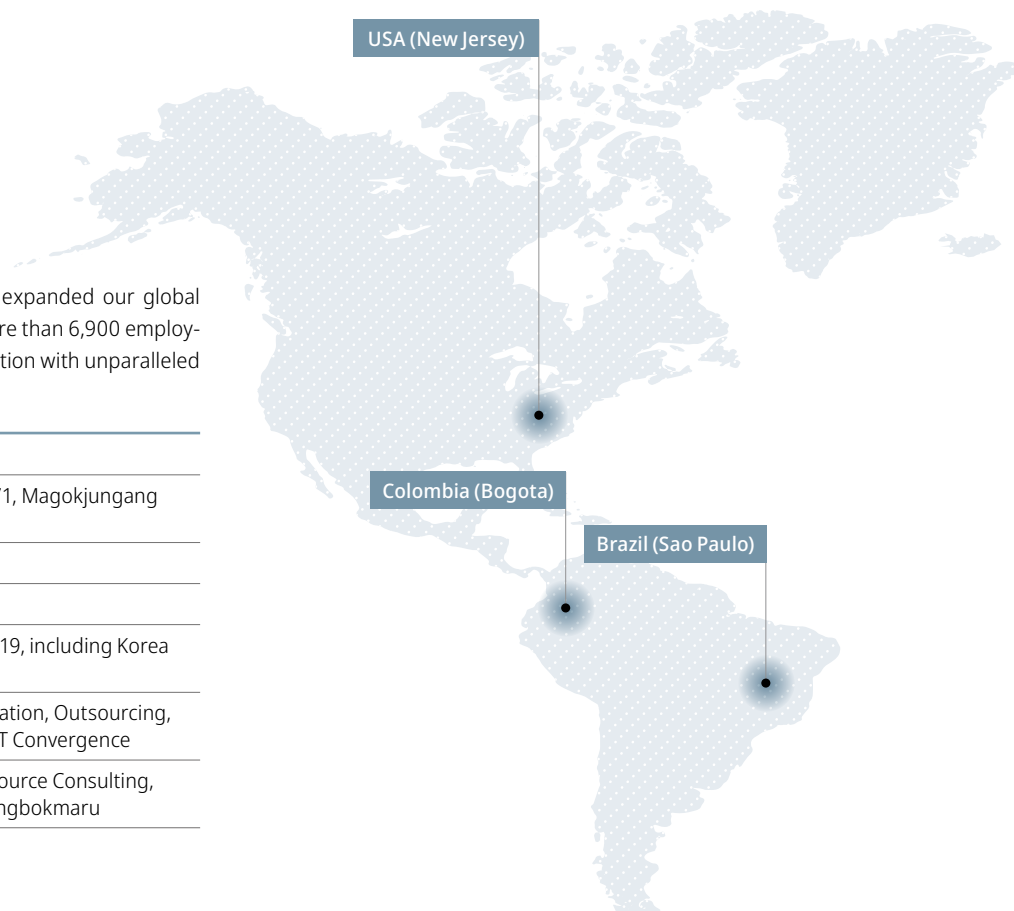 expanded our global
re than 6,900 employ-
tion with unparalleled
71, Magokjungang
19, including Korea
ation, Outsourcing,
T Convergence
ource Consulting,
ngbokmaru
USA (New Jersey)
Colombia (Bogota)
Brazil (Sao Paulo)